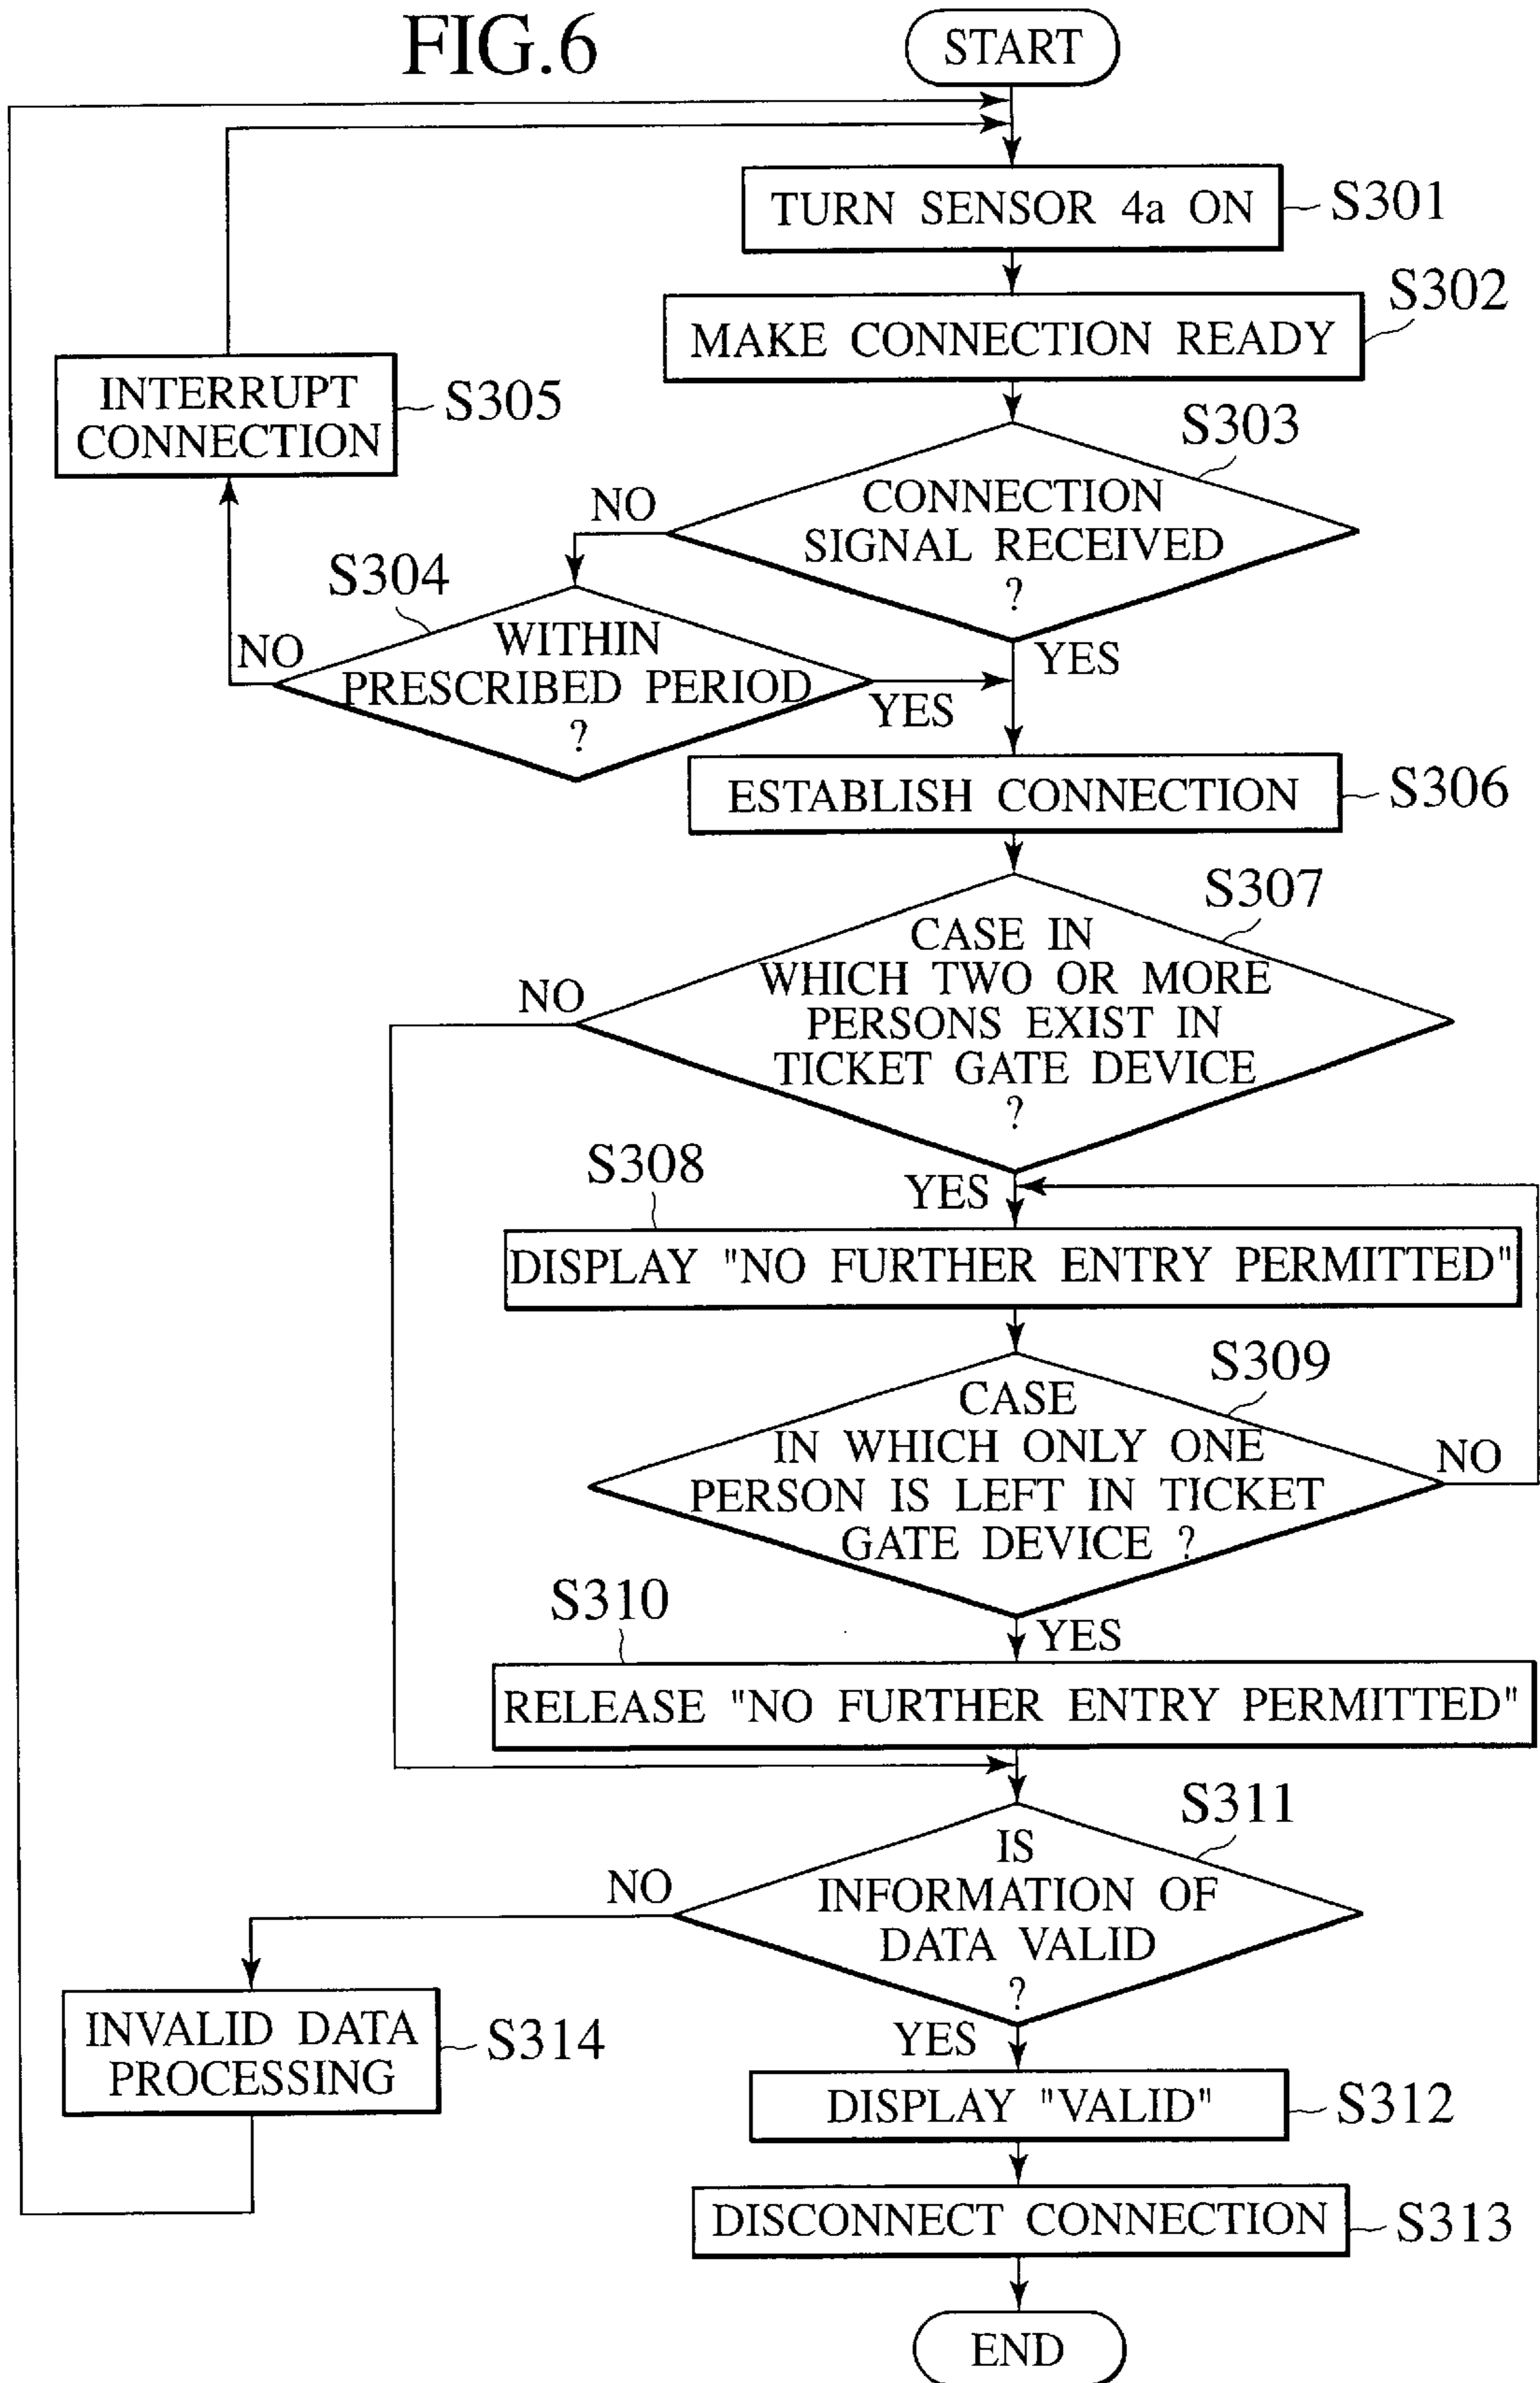 FIG.6
START
TURN SENSOR 4a ON
S301
S302
MAKE CONNECTION READY
INTERRUPT
CONNECTION
S305
S303
CONNECTION
SIGNAL RECEIVED
?
NO
YES
S304
WITHIN
PRESCRIBED PERIOD
?
NO
YES
ESTABLISH CONNECTION
S306
S307
CASE IN
WHICH TWO OR MORE
PERSONS EXIST IN
TICKET GATE DEVICE
?
NO
YES
S308
DISPLAY "NO FURTHER ENTRY PERMITTED"
S309
CASE
IN WHICH ONLY ONE
PERSON IS LEFT IN TICKET
GATE DEVICE ?
NO
YES
S310
RELEASE "NO FURTHER ENTRY PERMITTED"
S311
IS
INFORMATION OF
DATA VALID
?
NO
YES
INVALID DATA
PROCESSING
S314
DISPLAY "VALID"
S312
DISCONNECT CONNECTION
S313
END